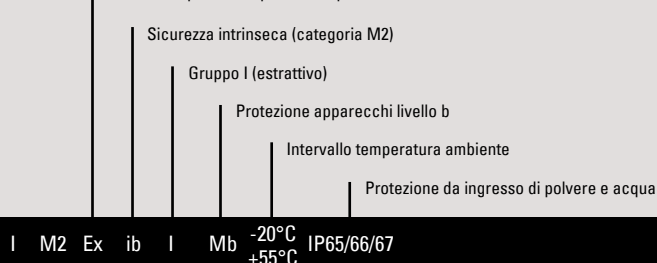 Sicurezza intrinseca (categoria M2)
Gruppo I (estrattivo)
Protezione apparecchi livello b
Intervallo temperatura ambiente
Protezione da ingresso di polvere e acqua
I M2 Ex ib I Mb -20°C IP65/66/67
+55°C